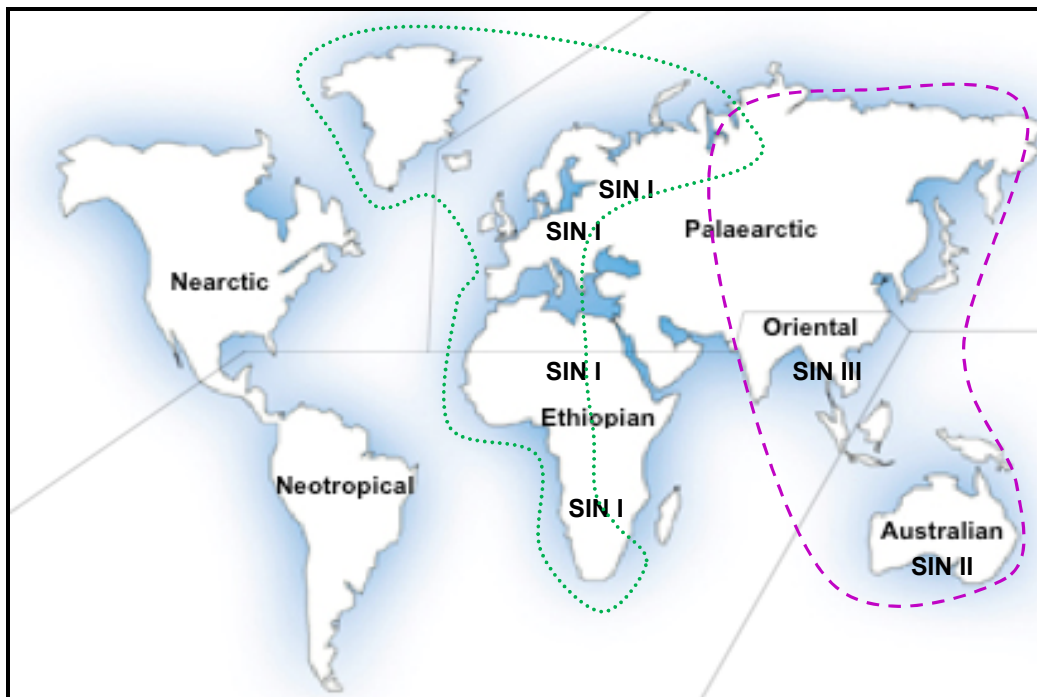 SIN I
SIN I
Palaearctic
Nearctic
Oriental
SIN I
SIN III
Ethiopian
Neotropical
SIN I
Australian
SIN II